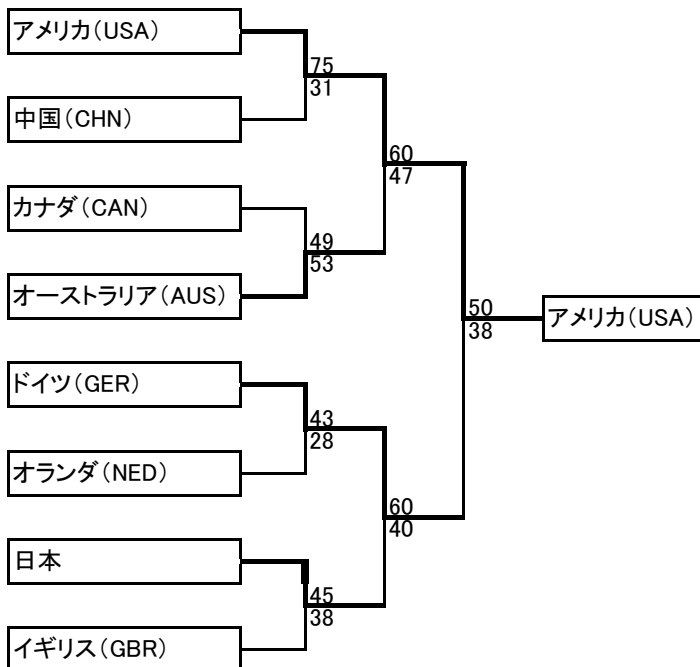 アメリカ(USA)
75
31
中国(CHN)
60
47
カナダ(CAN)
49
53
オーストラリア(AUS)
50
38
アメリカ(USA)
ドイツ(GER)
43
28
オランダ(NED)
60
40
日本
45
38
イギリス(GBR)